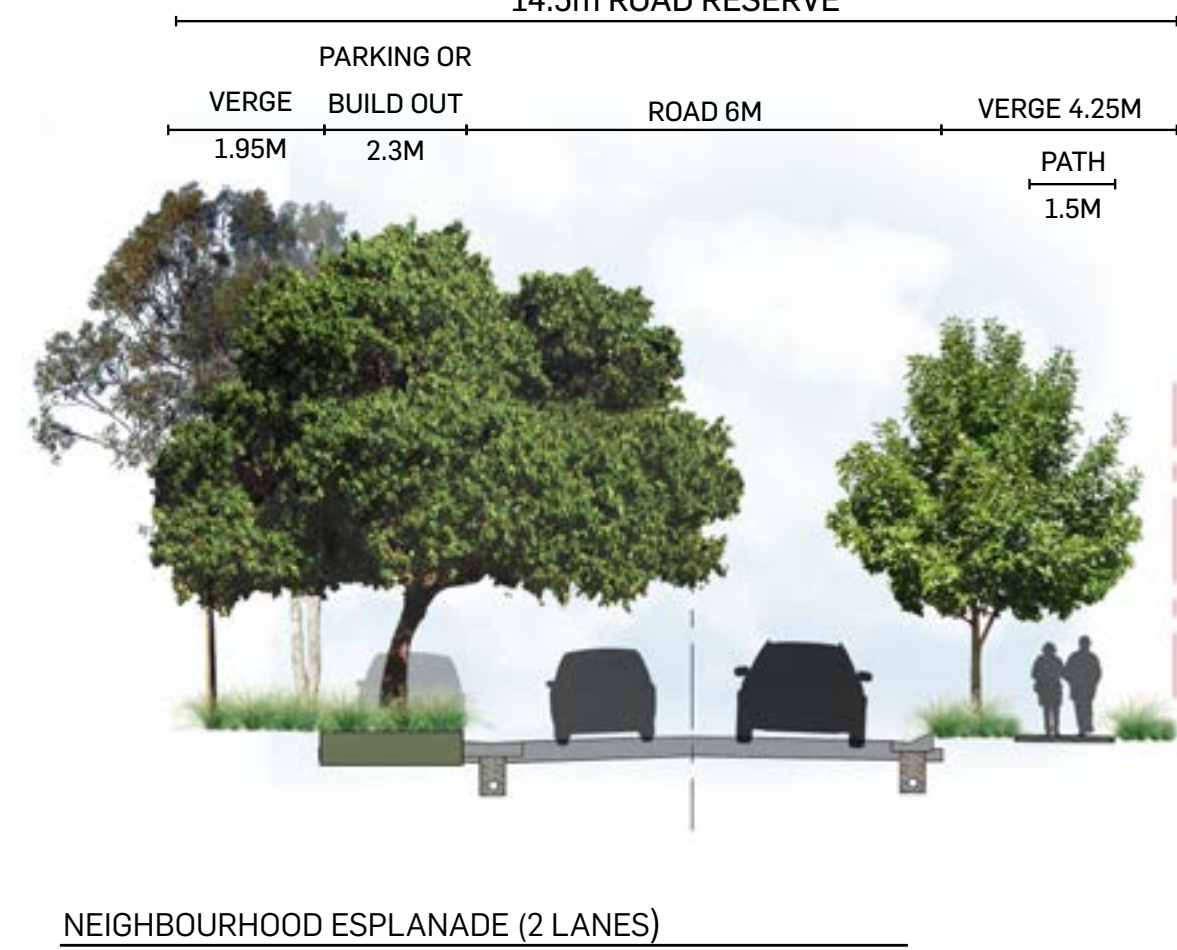 14.5m ROAD RESERVE
PARKING OR
VERGE BUILD OUT ROAD 6M VERGE 4.25M
1.95M 2.3M
PATH
1.5M
NEIGHBOURHOOD ESPLANADE (2 LANES)